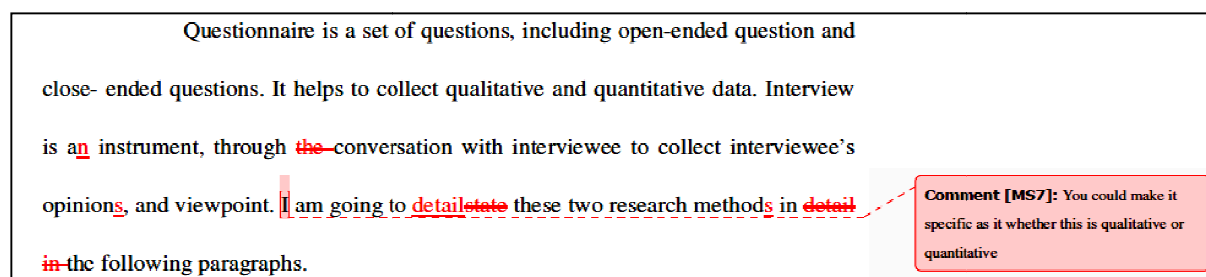 Questionnaire is a set of questions, including open-ended question and
close- ended questions. It helps to collect qualitative and quantitative data. Interview
is an instrument, through the conversation with interviewee to collect interviewee's
opinions, and viewpoint. I am going to detailstate these two research methods in detail
in the following paragraphs.
Comment [MS7]: You could make it
specific as it whether this is qualitative or
quantitative